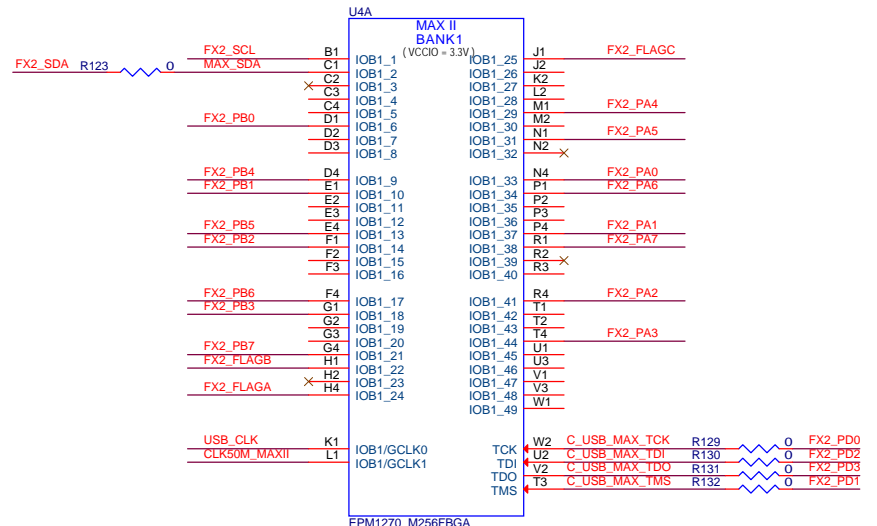 U4A
MAX II
BANK1
( VCCIO = 3.3V )
FX2_SCL B1 IOB1_1 IOB1_25 J1 FX2_FLAGC
FX2_SDA R123 0 MAX_SDA C1 IOB1_2 IOB1_26 J2
C2 IOB1_3 IOB1_27 K2
C3 IOB1_4 IOB1_28 L2
C4 IOB1_5 IOB1_29 M1 FX2_PA4
FX2_PB0 D1 IOB1_6 IOB1_30 M2
D2 IOB1_7 IOB1_31 N1 FX2_PA5
D3 IOB1_8 IOB1_32 N2
FX2_PB4 D4 IOB1_9 IOB1_33 N4 FX2_PA0
FX2_PB1 E1 IOB1_10 IOB1_34 P1 FX2_PA6
E2 IOB1_11 IOB1_35 P2
E3 IOB1_12 IOB1_36 P3
FX2_PB5 E4 IOB1_13 IOB1_37 P4 FX2_PA1
FX2_PB2 F1 IOB1_14 IOB1_38 R1 FX2_PA7
F2 IOB1_15 IOB1_39 R2
F3 IOB1_16 IOB1_40 R3
FX2_PB6 F4 IOB1_17 IOB1_41 R4 FX2_PA2
FX2_PB3 G1 IOB1_18 IOB1_42 T1
G2 IOB1_19 IOB1_43 T2
G3 IOB1_20 IOB1_44 T4 FX2_PA3
FX2_PB7 G4 IOB1_21 IOB1_45 U1
FX2_FLAGB H1 IOB1_22 IOB1_46 U3
H2 IOB1_23 IOB1_47 V1
FX2_FLAGA H4 IOB1_24 IOB1_48 V3
IOB1_49 W1
USB_CLK K1 IOB1/GCLK0 TCK W2 C_USB_MAX_TCK R129 0 FX2_PD0
CLK50M_MAXII L1 IOB1/GCLK1 TDI U2 C_USB_MAX_TDI R130 0 FX2_PD2
TDO V2 C_USB_MAX_TDO R131 0 FX2_PD3
TMS T3 C_USB_MAX_TMS R132 0 FX2_PD1
EPM1270_M256FBGA